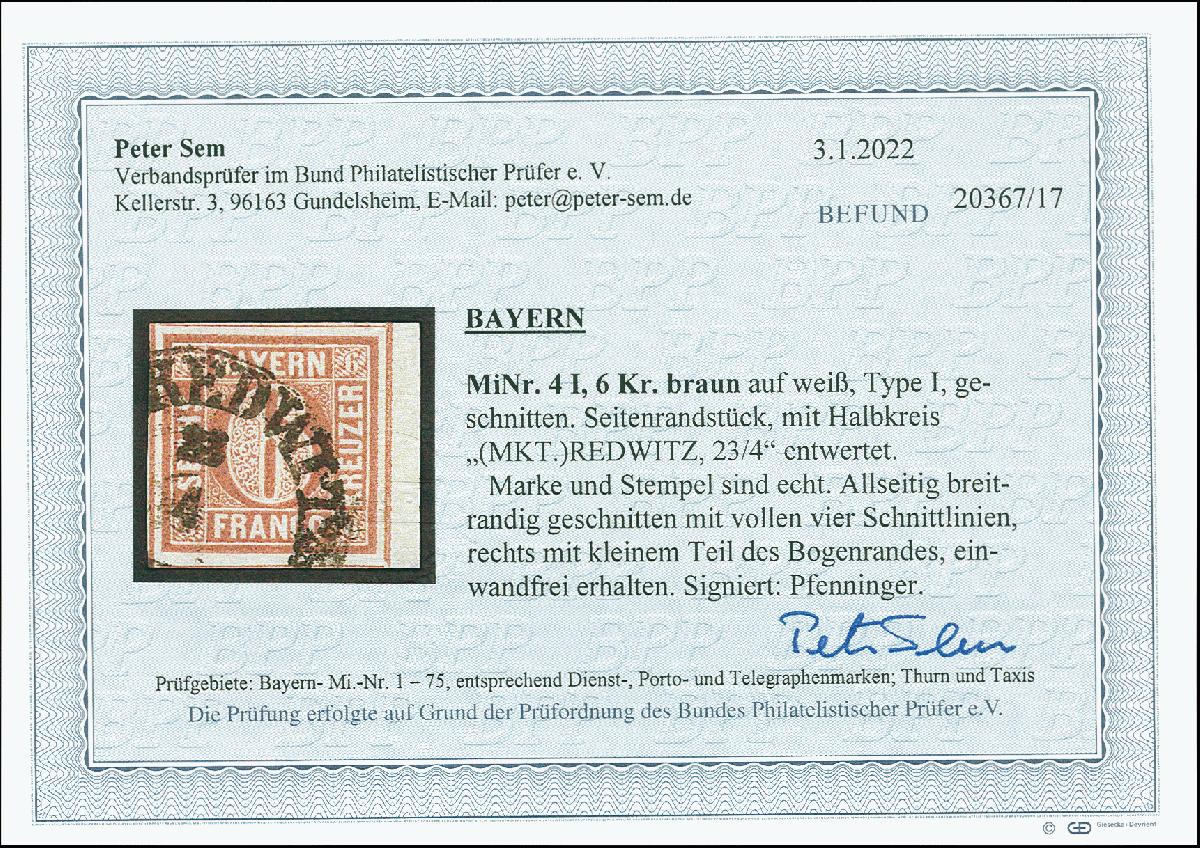 Peter Sem
Verbandsprüfer im Bund Philatelistischer Prüfer e. V.
Kellerstr. 3, 96163 Gundelsheim, E-Mail: peter@peter-sem.de
3.1.2022
BEFUND 20367/17
BAYERN
MiNr. 4 I, 6 Kr. braun auf weiß, Type I, ge-
schnitten. Seitenrandstück, mit Halbkreis
„(MKT.)REDWITZ, 23/4“ entwertet.
Marke und Stempel sind echt. Allseitig breit-
randig geschnitten mit vollen vier Schnittlinien,
rechts mit kleinem Teil des Bogenrandes, ein-
wandfrei erhalten. Signiert: Pfenninger.
BAYERN 6
KREUZER
FRANCO
REDWITZ
23
4
Peter Sem
Prüfgebiete: Bayern- Mi.-Nr. 1 – 75, entsprechend Dienst-, Porto- und Telegraphenmarken; Thurn und Taxis
Die Prüfung erfolgte auf Grund der Prüfordnung des Bundes Philatelistischer Prüfer e.V.
© Giesecke & Devrient